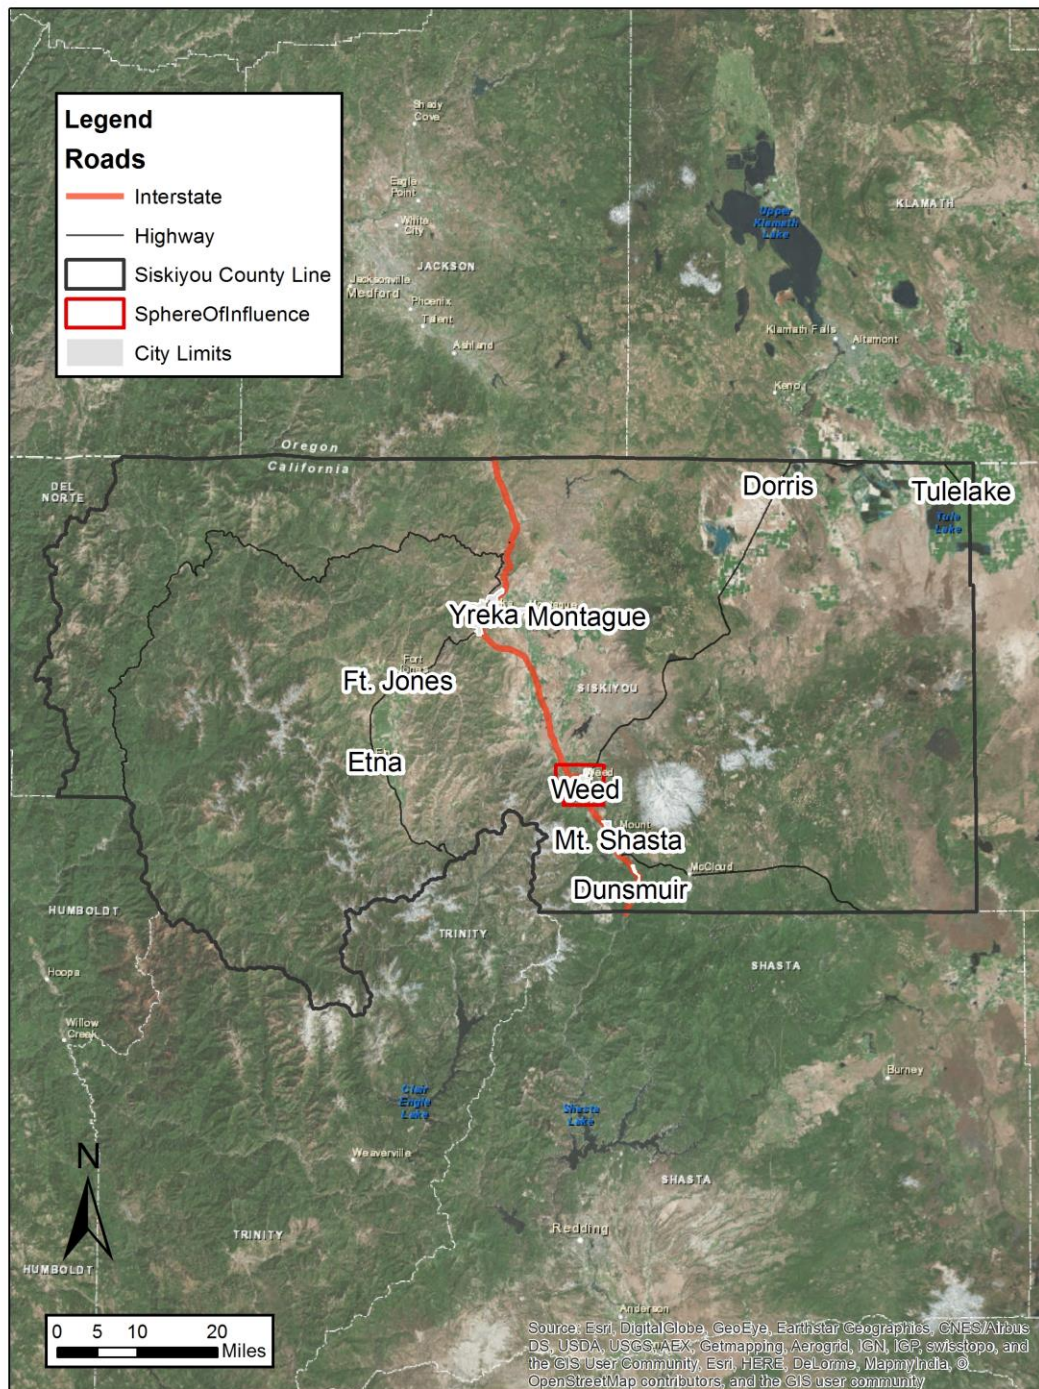 Legend
Roads
Interstate
Highway
Siskiyou County Line
SphereOfInfluence
City Limits
Shady
Cove
Eagle
Point
White
City
JACKSON
Jacksonville
Medford
Phoenix
Talent
Ashland
Upper
Klamath
Lake
KLAMATH
Klamath Falls
Altamont
Keno
Oregon
California
DEL
NORTE
Dorris
Tulelake
Tule
Lake
Yreka
Montague
Fort
Ft. Jones
SISKIYOU
Etna
Weed
Weed
Mount
Mt. Shasta
McCloud
Dunsmuir
HUMBOLDT
TRINITY
SHASTA
Hoopa
Willow
Creek
Burney
Clair
Engle
Lake
Shasta
Lake
Weaverville
SHASTA
TRINITY
Redding
HUMBOLDT
Anderson
N
0 5 10 20
Miles
Source: Esri, DigitalGlobe, GeoEye, Earthstar Geographics, CNES/Airbus
DS, USDA, USGS, AEX, Getmapping, Aerogrid, IGN, IGP, swisstopo, and
the GIS User Community, Esri, HERE, DeLorme, MapmyIndia, ©
OpenStreetMap contributors, and the GIS user community